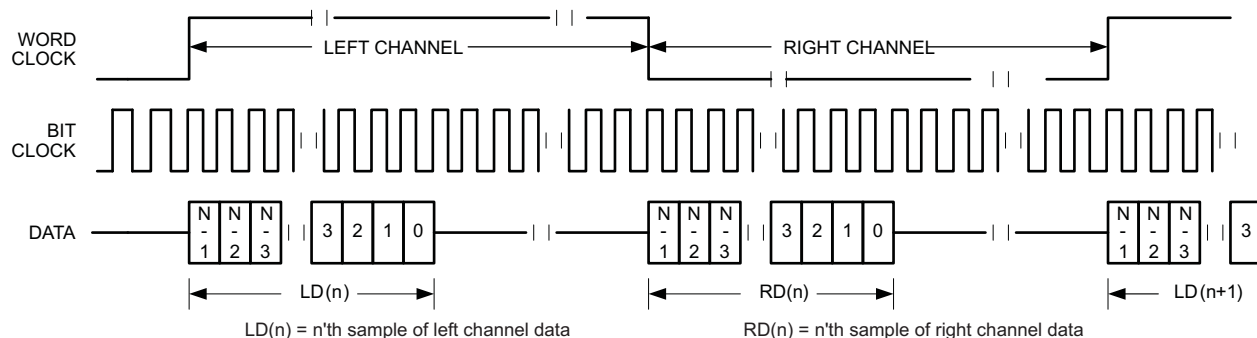 WORD
CLOCK
LEFT CHANNEL
RIGHT CHANNEL
BIT
CLOCK
DATA
N-1 N-2 N-3 3 2 1 0 N-1 N-2 N-3 3 2 1 0 N-1 N-2 N-3 3
LD(n) RD(n) LD(n+1)
LD(n) = n'th sample of left channel data
RD(n) = n'th sample of right channel data